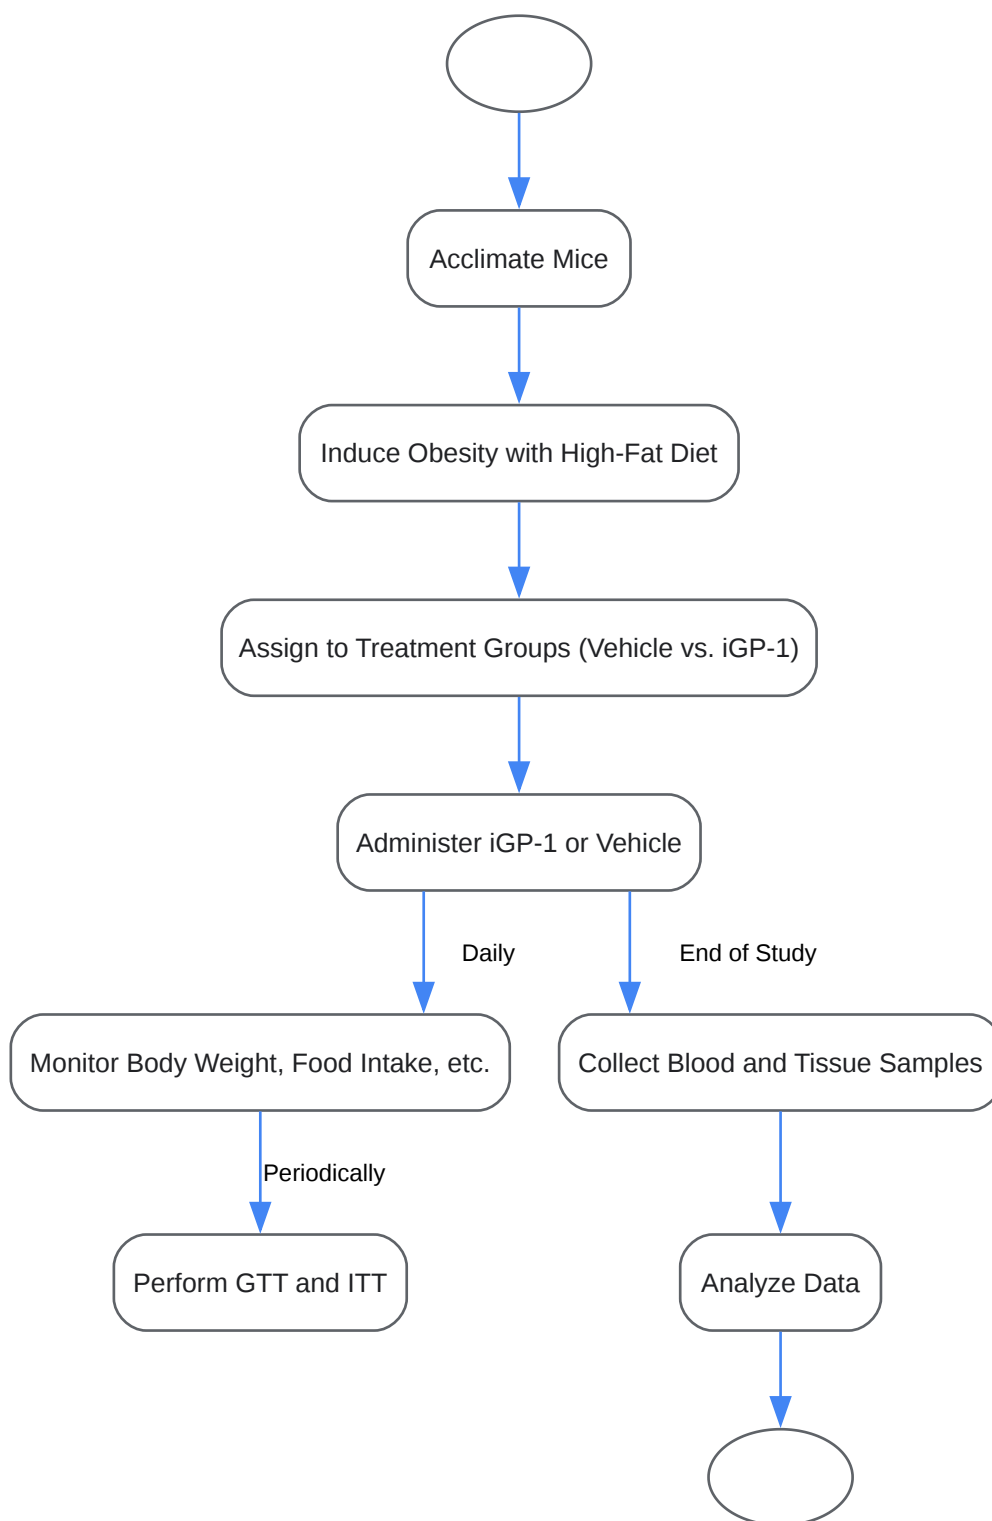 Acclimate Mice
Induce Obesity with High-Fat Diet
Assign to Treatment Groups (Vehicle vs. iGP-1)
Administer iGP-1 or Vehicle
Daily
End of Study
Monitor Body Weight, Food Intake, etc.
Collect Blood and Tissue Samples
Periodically
Perform GTT and ITT
Analyze Data